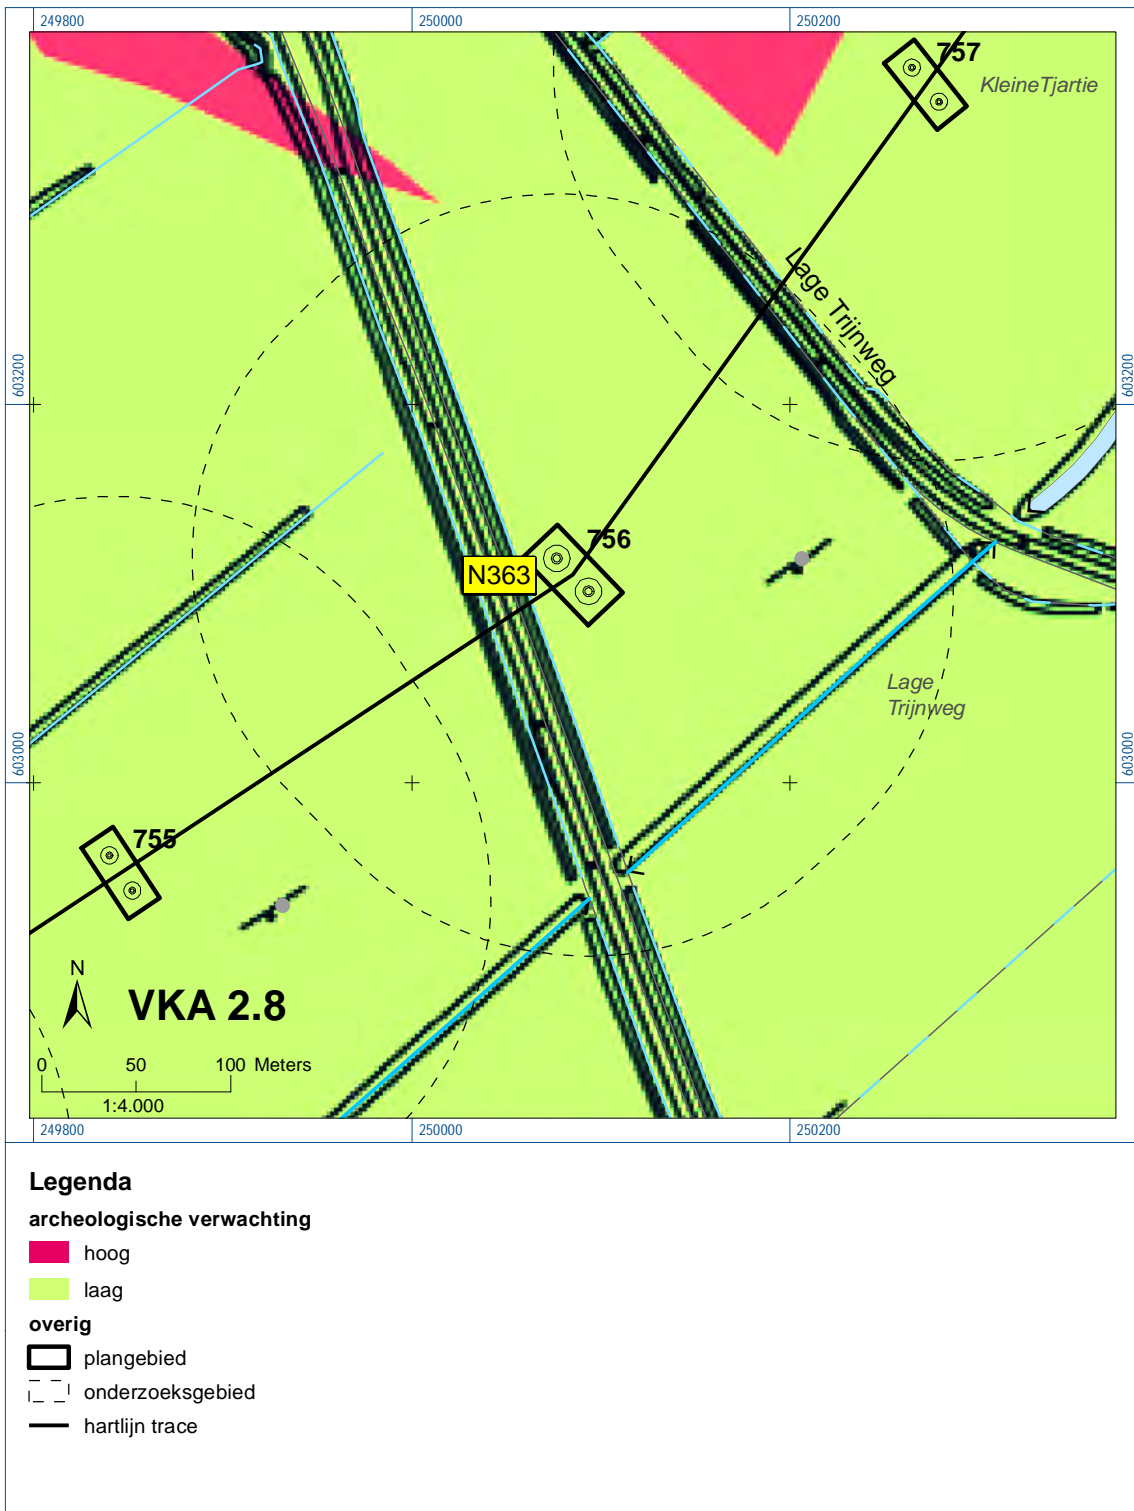 249800
250000
250200
757
KleineTjartie
Lage Trijnweg
603200
603200
756
N363
Lage
Trijnweg
603000
603000
755
N
VKA 2.8
0 50 100 Meters
1:4.000
249800
250000
250200
Legenda
archeologische verwachting
hoog
laag
overig
plangebied
onderzoeksgebied
hartlijn trace